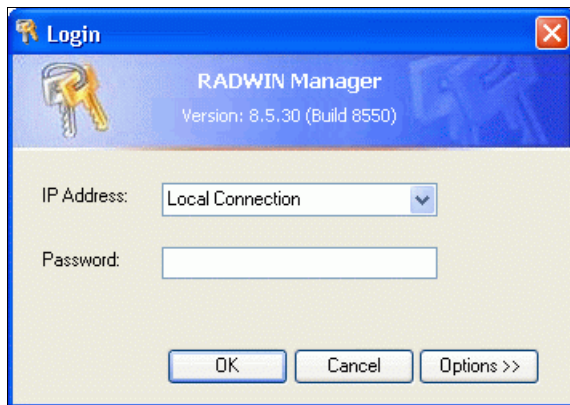 Login
RADWIN Manager
Version: 8.5.30 (Build 8550)
IP Address: Local Connection
Password:
OK Cancel Options >>